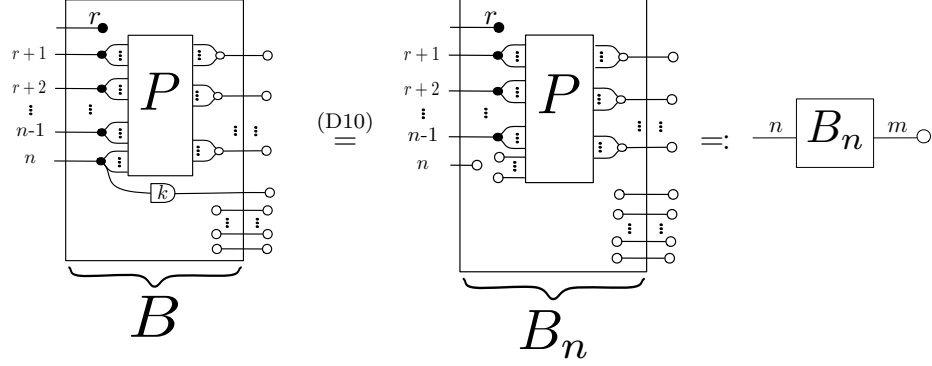 r
r + 1
r + 2
⋮
n-1
n
P
k
B
(D10)
=
r
r + 1
r + 2
⋮
n-1
n
P
B_n
=:
n
B_n
m